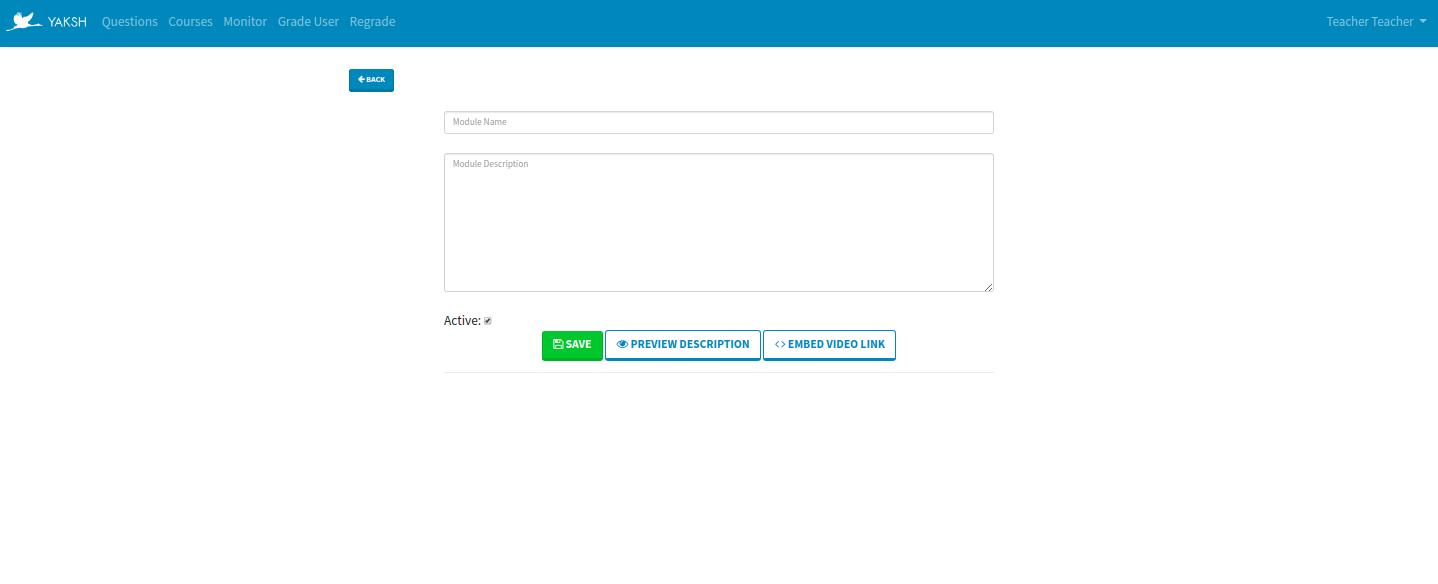 YAKSH Questions Courses Monitor Grade User Regrade Teacher Teacher
BACK
Module Name
Module Description
Active:
SAVE PREVIEW DESCRIPTION <> EMBED VIDEO LINK